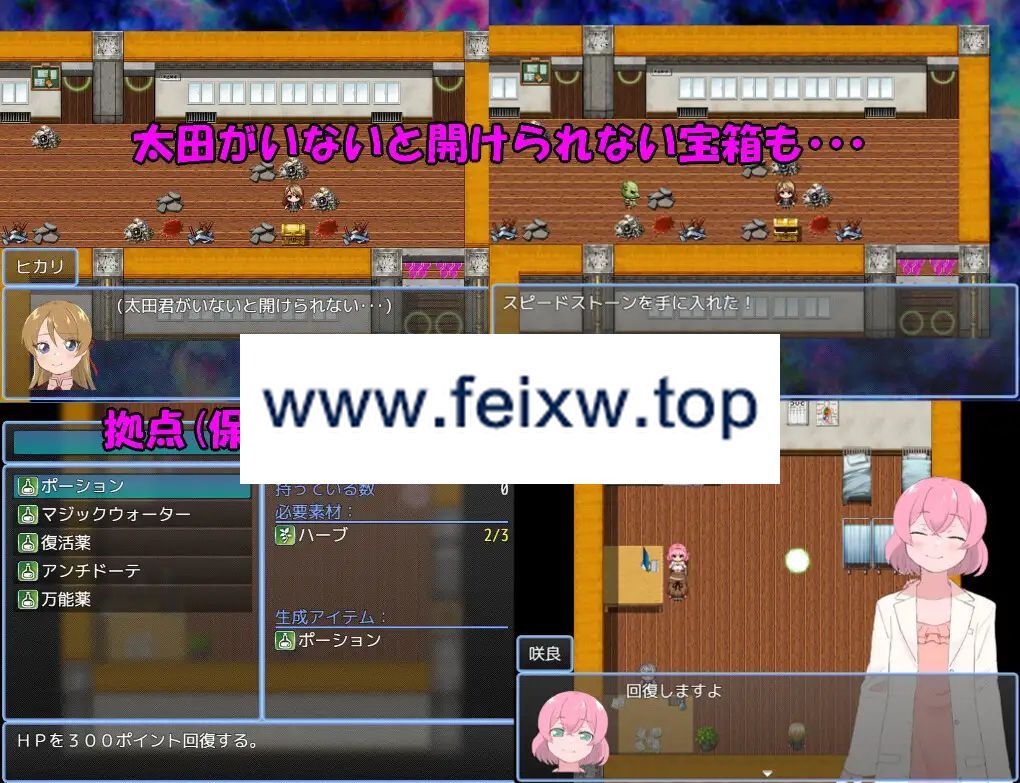 太田がいないと開けられない宝箱も・・・
ヒカリ
(太田君がいないと開けられない・・・)
スピードストーンを手に入れた！
www.feixw.top
拠点(保
ポーション
マジックウォーター
復活薬
アンチドーテ
万能薬
持っている数 0
必要素材：
ハーブ 2/3
生成アイテム：
ポーション
ＨＰを３００ポイント回復する。
咲良
回復しますよ